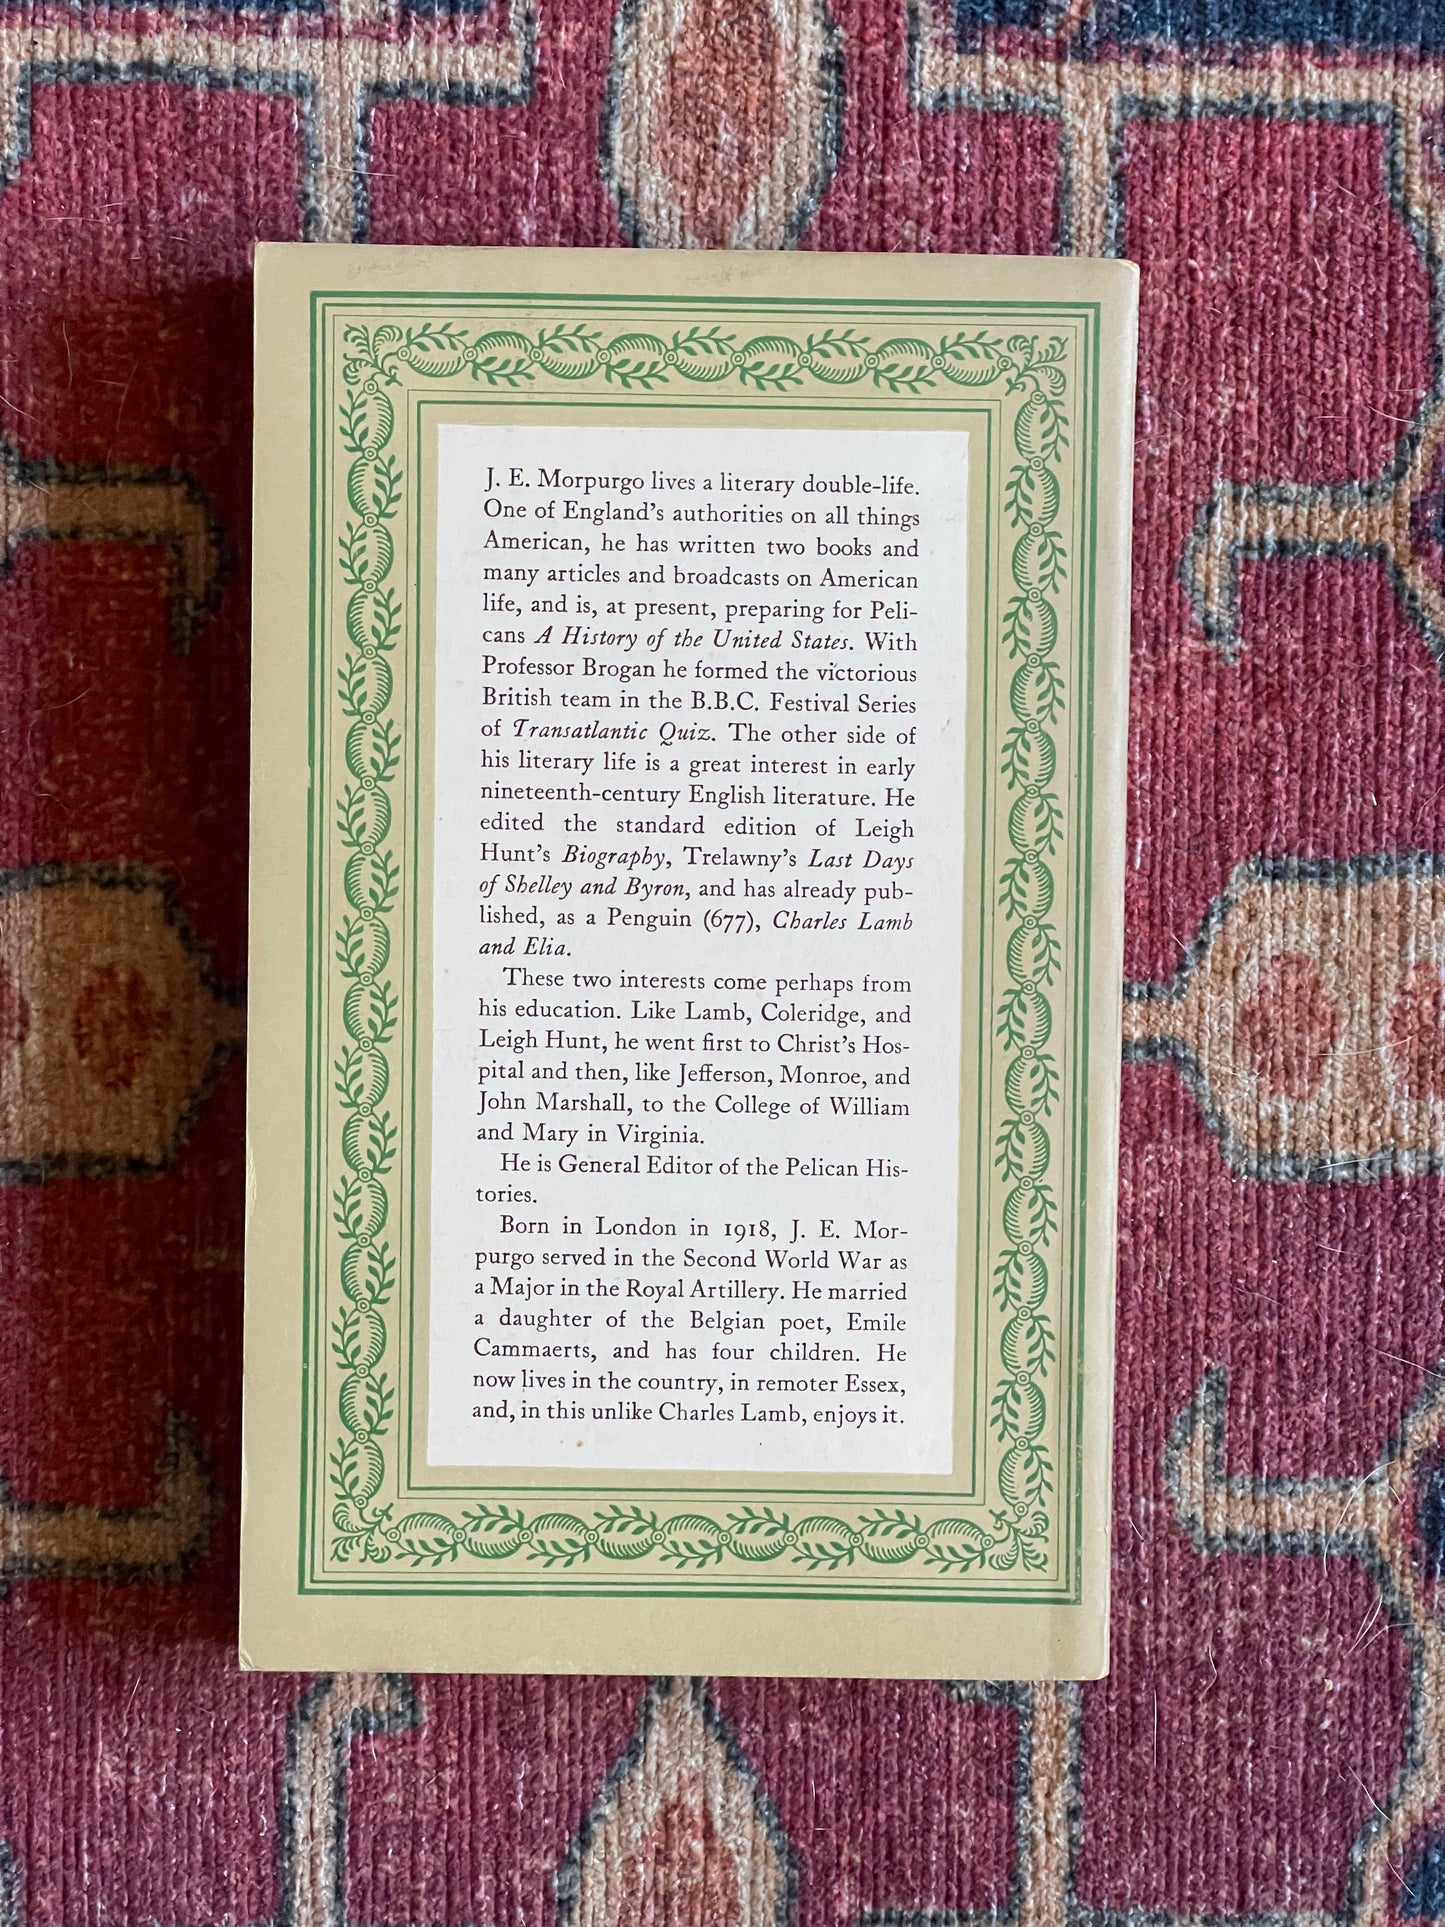 J. E. Morpurgo lives a literary double-life.
One of England's authorities on all things
American, he has written two books and
many articles and broadcasts on American
life, and is, at present, preparing for Peli-
cans A History of the United States. With
Professor Brogan he formed the victorious
British team in the B.B.C. Festival Series
of Transatlantic Quiz. The other side of
his literary life is a great interest in early
nineteenth-century English literature. He
edited the standard edition of Leigh
Hunt's Biography, Trelawny's Last Days
of Shelley and Byron, and has already pub-
lished, as a Penguin (677), Charles Lamb
and Elia.
These two interests come perhaps from
his education. Like Lamb, Coleridge, and
Leigh Hunt, he went first to Christ's Hos-
pital and then, like Jefferson, Monroe, and
John Marshall, to the College of William
and Mary in Virginia.
He is General Editor of the Pelican His-
tories.
Born in London in 1918, J. E. Mor-
purgo served in the Second World War as
a Major in the Royal Artillery. He married
a daughter of the Belgian poet, Emile
Cammaerts, and has four children. He
now lives in the country, in remoter Essex,
and, in this unlike Charles Lamb, enjoys it.